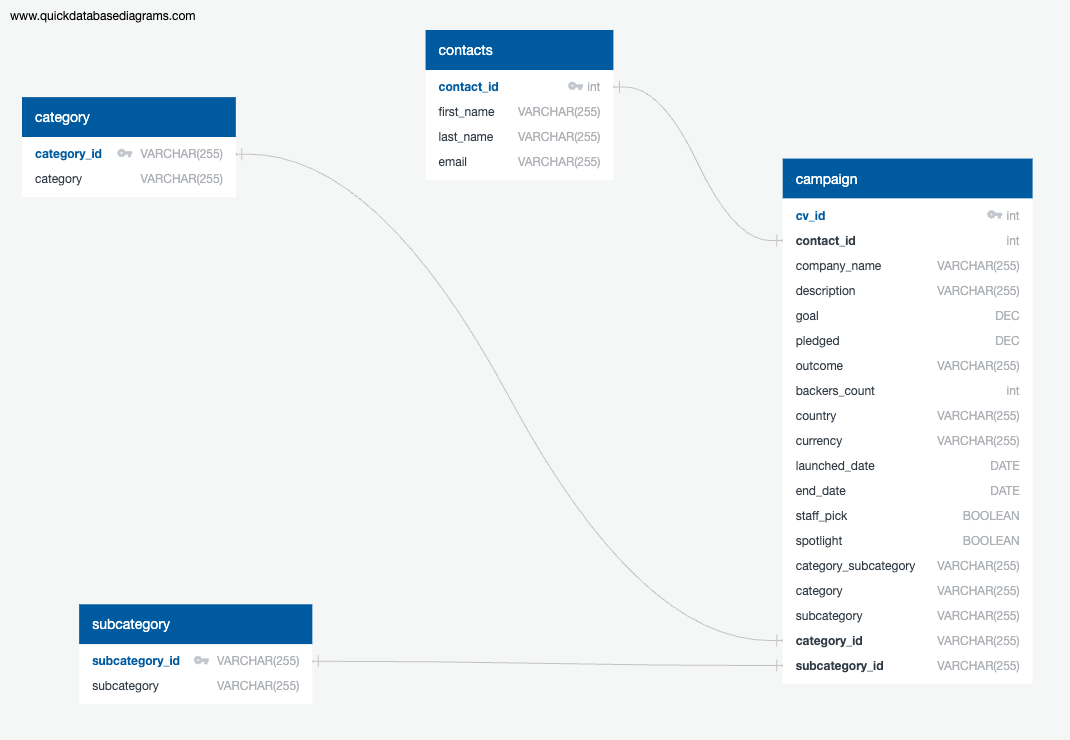 www.quickdatabasediagrams.com
contacts
contact_id int
first_name VARCHAR(255)
last_name VARCHAR(255)
email VARCHAR(255)
category
category_id VARCHAR(255)
category VARCHAR(255)
campaign
cv_id int
contact_id int
company_name VARCHAR(255)
description VARCHAR(255)
goal DEC
pledged DEC
outcome VARCHAR(255)
backers_count int
country VARCHAR(255)
currency VARCHAR(255)
launched_date DATE
end_date DATE
staff_pick BOOLEAN
spotlight BOOLEAN
category_subcategory VARCHAR(255)
category VARCHAR(255)
subcategory VARCHAR(255)
category_id VARCHAR(255)
subcategory_id VARCHAR(255)
subcategory
subcategory_id VARCHAR(255)
subcategory VARCHAR(255)